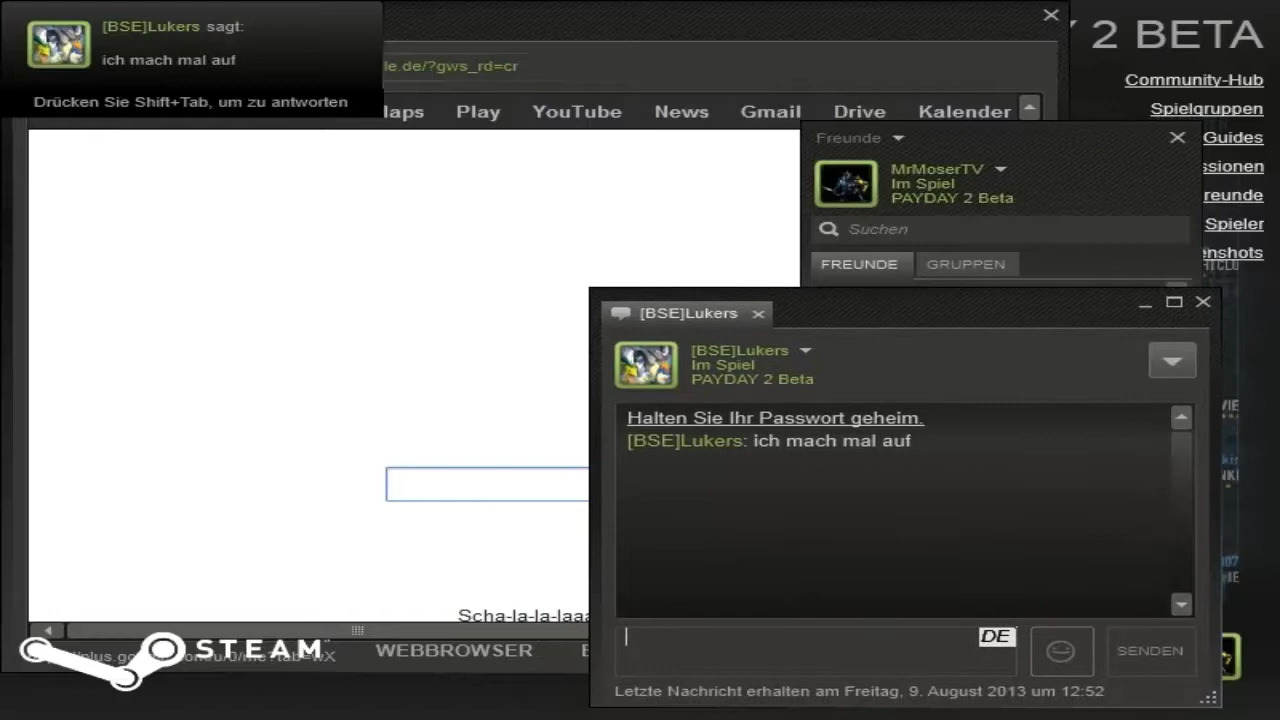 [BSE]Lukers sagt:
ich mach mal auf
Drücken Sie Shift+Tab, um zu antworten
2 BETA
le.de/?gws_rd=cr
Community-Hub
Spielgruppen
Guides
ssionen
reunde
Spieler
nshots
aps Play YouTube News Gmail Drive Kalender
Freunde
MrMoserTV
Im Spiel
PAYDAY 2 Beta
Suchen
FREUNDE GRUPPEN
[BSE]Lukers
[BSE]Lukers
Im Spiel
PAYDAY 2 Beta
Halten Sie Ihr Passwort geheim.
[BSE]Lukers: ich mach mal auf
Scha-la-la-laaa
DE
SENDEN
Letzte Nachricht erhalten am Freitag, 9. August 2013 um 12:52
STEAM
WEBBROWSER